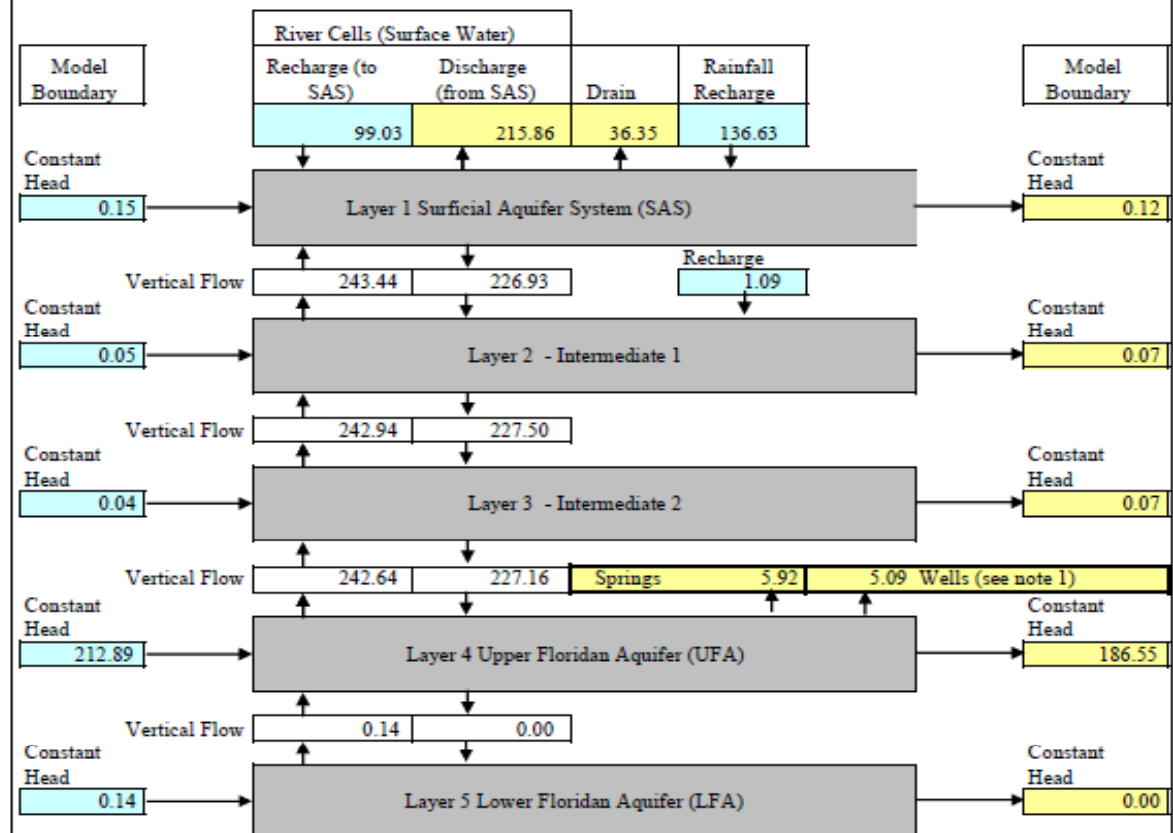 River Cells (Surface Water)
Model Boundary
Recharge (to SAS)
Discharge (from SAS)
Drain
Rainfall Recharge
Model Boundary
99.03 215.86 36.35 136.63
Constant Head
0.15
Layer 1 Surficial Aquifer System (SAS)
Constant Head
0.12
Vertical Flow 243.44 226.93
Recharge
1.09
Constant Head
0.05
Layer 2 - Intermediate 1
Constant Head
0.07
Vertical Flow 242.94 227.50
Constant Head
0.04
Layer 3 - Intermediate 2
Constant Head
0.07
Vertical Flow 242.64 227.16 Springs 5.92 5.09 Wells (see note 1)
Constant Head
212.89
Layer 4 Upper Floridan Aquifer (UFA)
Constant Head
186.55
Vertical Flow 0.14 0.00
Constant Head
0.14
Layer 5 Lower Floridan Aquifer (LFA)
Constant Head
0.00